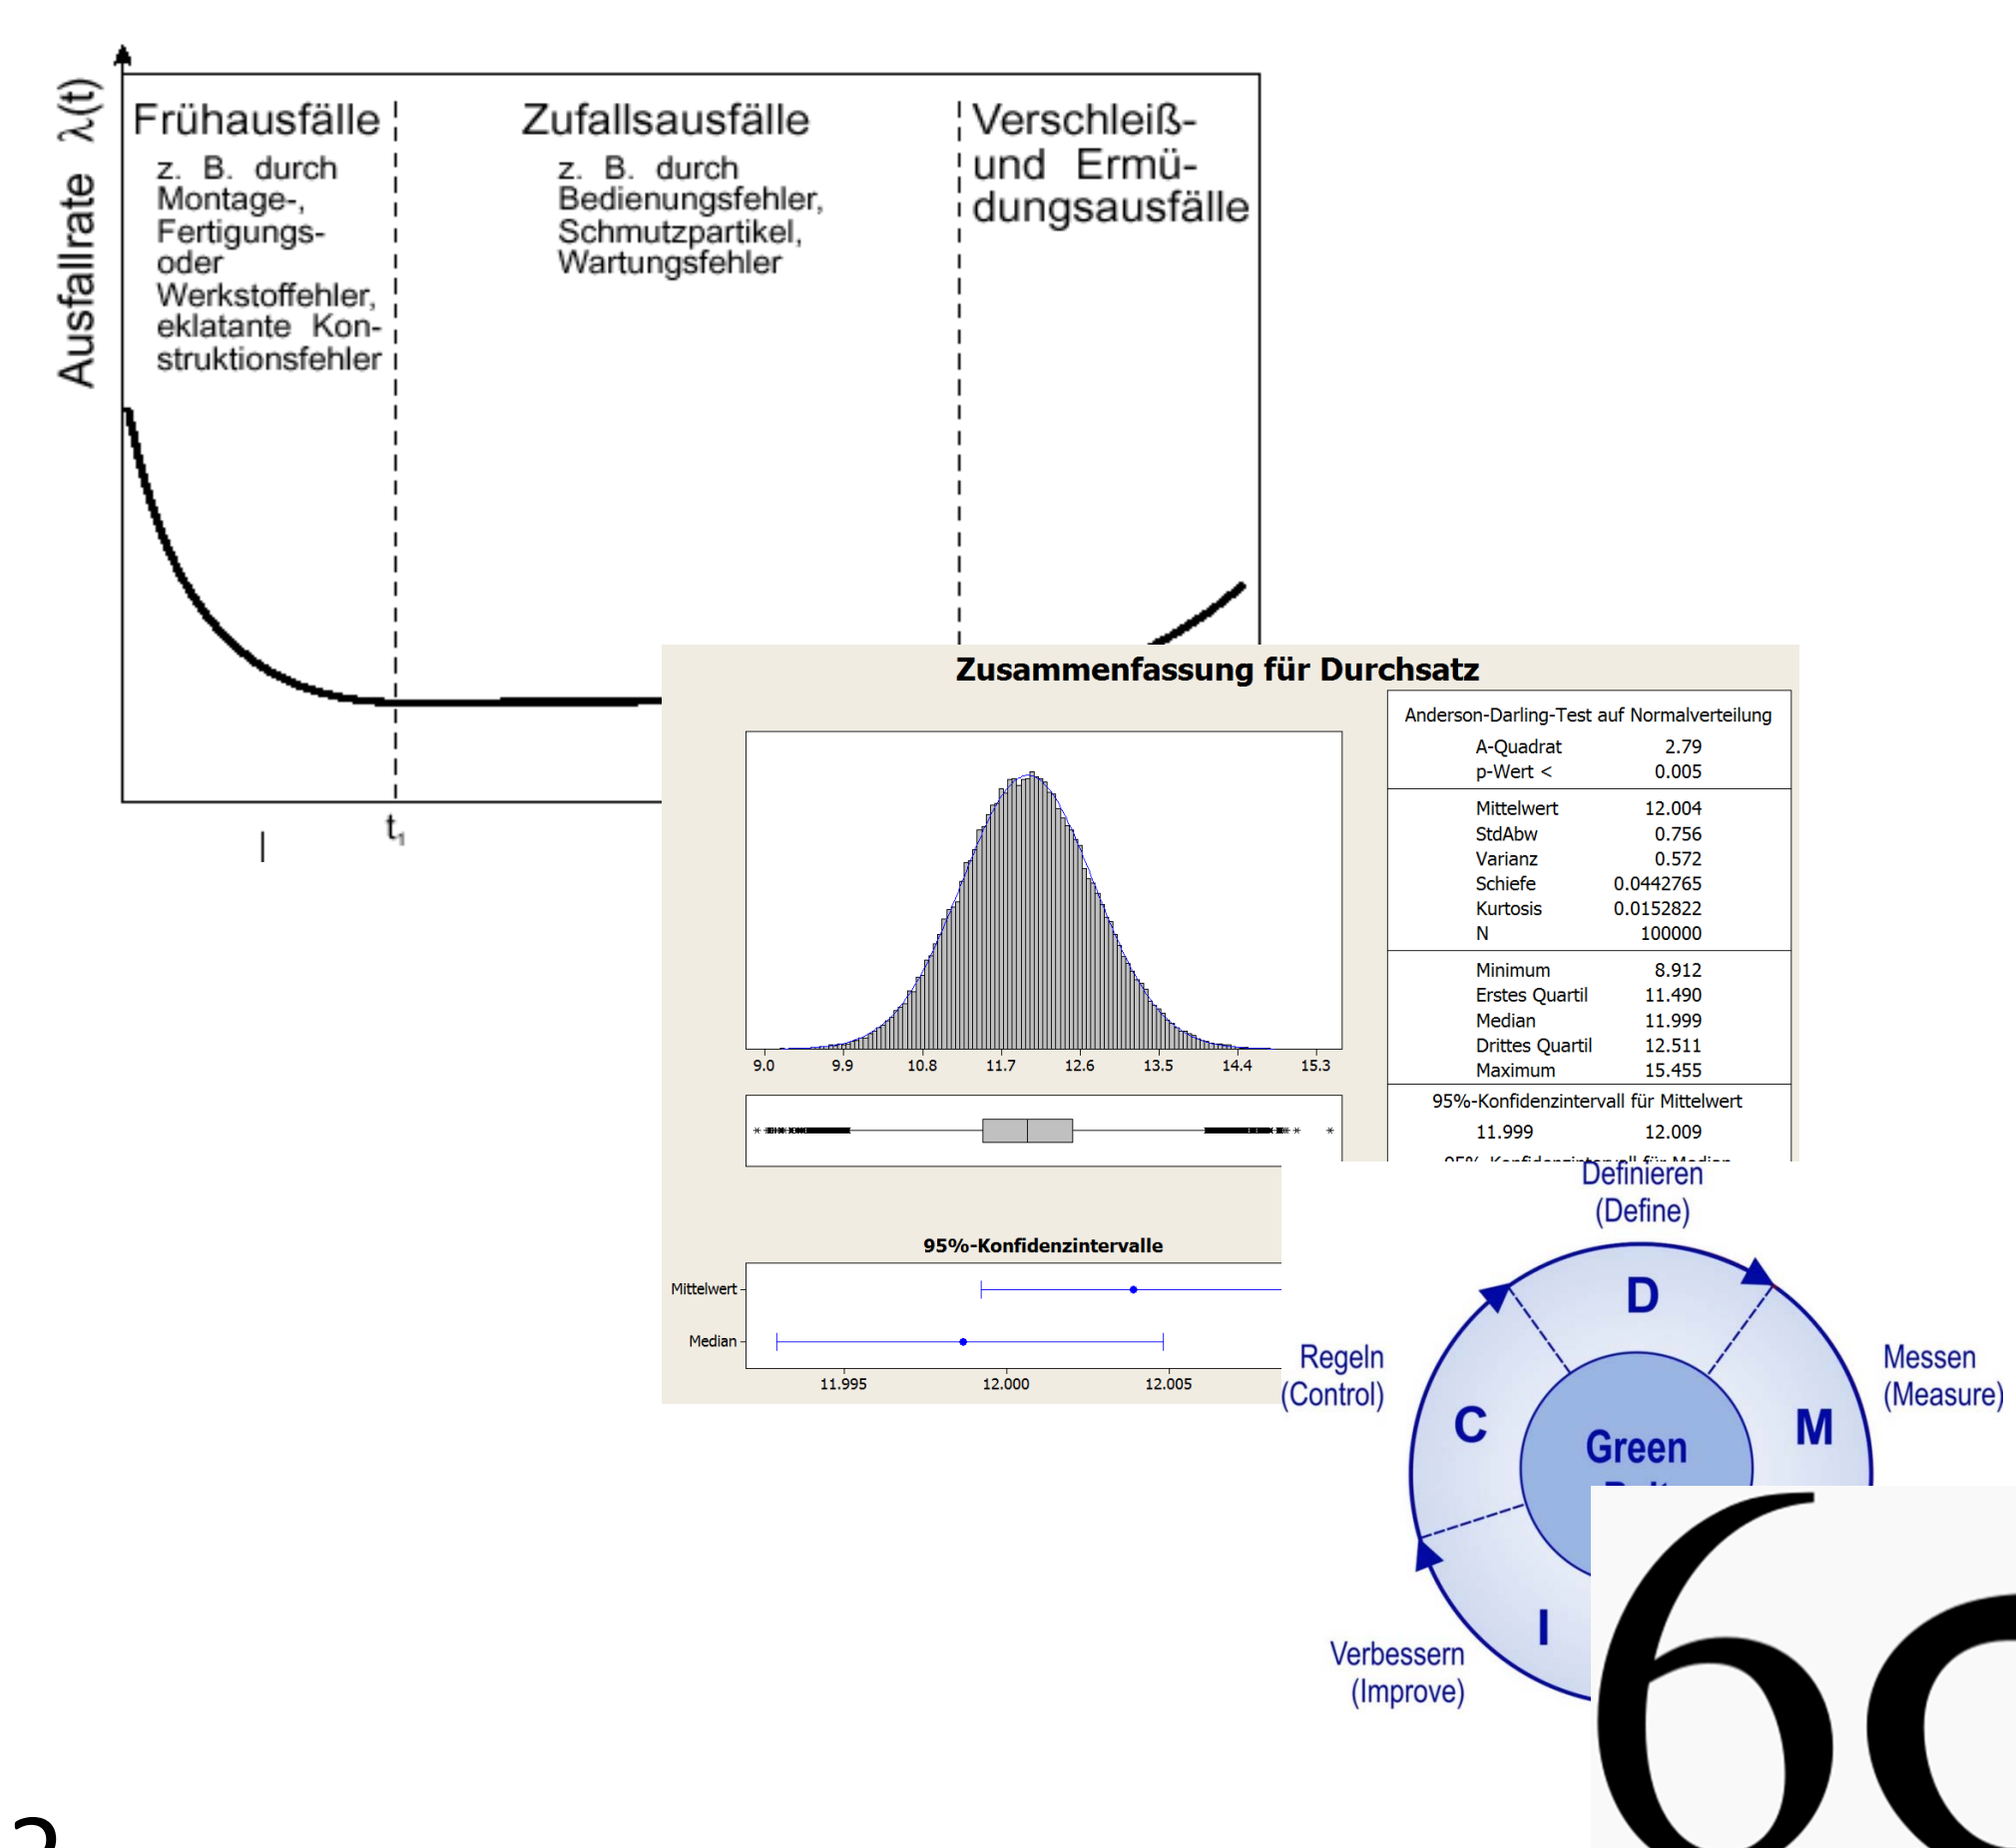 Ausfallrate λ(t)
Frühausfälle
z. B. durch
Montage-,
Fertigungs-
oder
Werkstoffehler,
eklatante Kon-
struktionsfehler
Zufallsausfälle
z. B. durch
Bedienungsfehler,
Schmutzpartikel,
Wartungsfehler
Verschleiß-
und Ermü-
dungsausfälle
I
t₁
Zusammenfassung für Durchsatz
9.0 9.9 10.8 11.7 12.6 13.5 14.4 15.3
Anderson-Darling-Test auf Normalverteilung
A-Quadrat 2.79
p-Wert < 0.005
Mittelwert 12.004
StdAbw 0.756
Varianz 0.572
Schiefe 0.0442765
Kurtosis 0.0152822
N 100000
Minimum 8.912
Erstes Quartil 11.490
Median 11.999
Drittes Quartil 12.511
Maximum 15.455
95%-Konfidenzintervall für Mittelwert
11.999 12.009
95%-Konfidenzintervall für Median
95%-Konfidenzintervalle
Mittelwert
Median
11.995 12.000 12.005
Definieren
(Define)
Messen
(Measure)
Regeln
(Control)
Verbessern
(Improve)
D
M
C
I
Green
6